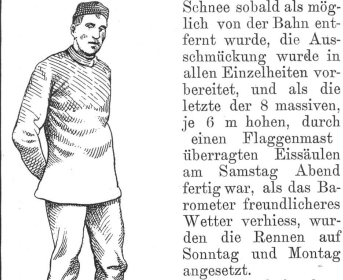 Schnee sobald als mög-
lich von der Bahn ent-
fernt wurde, die Aus-
schmückung wurde in
allen Einzelheiten vor-
bereitet, und als die
letzte der 8 massiven,
je 6 m hohen, durch
einen Flaggenmast
überragten Eissäulen
am Samstag Abend
fertig war, als das Ba-
rometer freundlicheres
Wetter verhiess, wur-
den die Rennen auf
Sonntag und Montag
angesetzt.